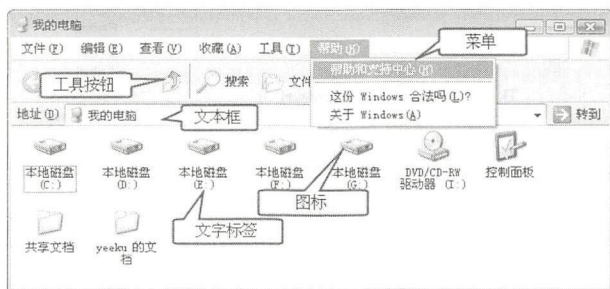 我的电脑
文件(F) 编辑(E) 查看(V) 收藏(A) 工具(T) 帮助(H)
菜单
帮助和支持中心(H)
工具按钮
搜索
文件
这份 Windows 合法吗(L)?
关于 Windows(A)
地址(D) 我的电脑
文本框
转到
本地磁盘(C:)
本地磁盘(D:)
本地磁盘(E:)
本地磁盘(F:)
本地磁盘(G:)
DVD/CD-RW 驱动器 (I:)
控制面板
图标
文字标签
共享文档
yeeku 的文档